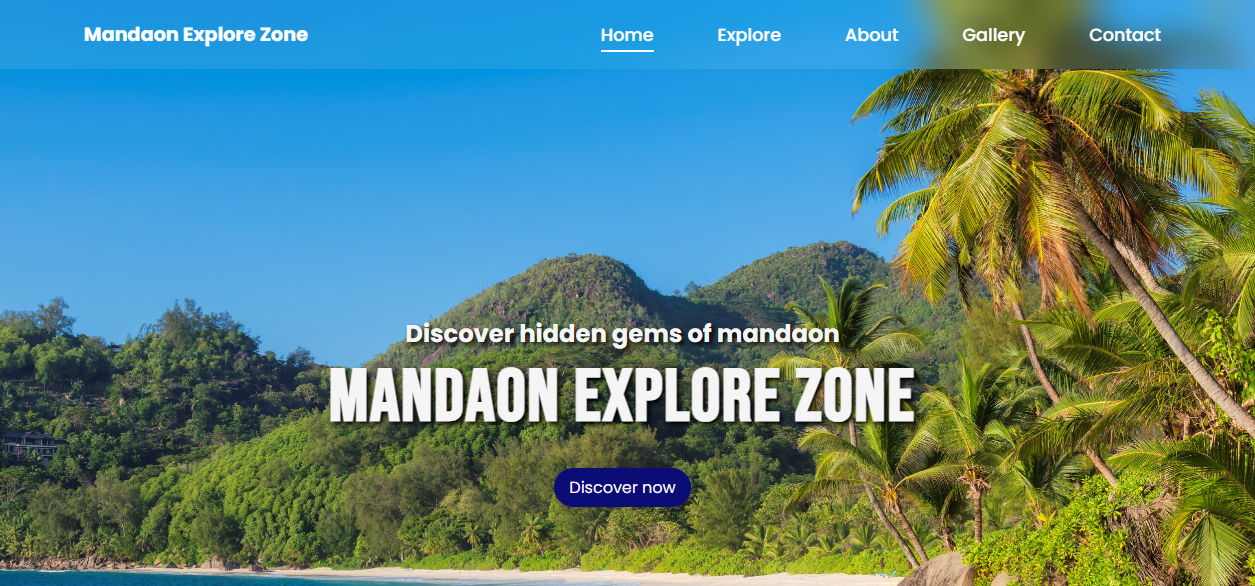 Mandaon Explore Zone
Home Explore About Gallery Contact
Discover hidden gems of mandaon
MANDAON EXPLORE ZONE
Discover now